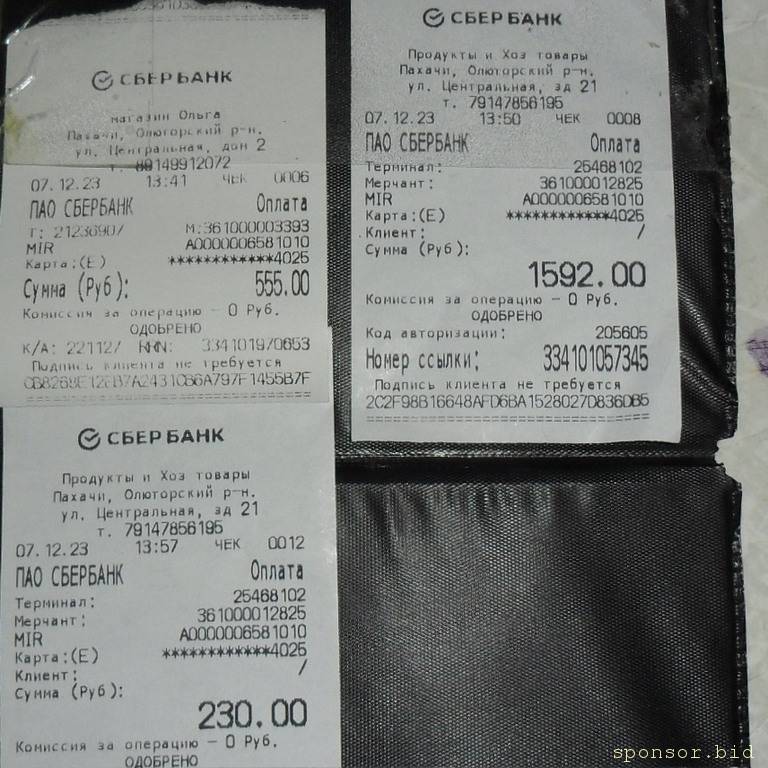 СБЕРБАНК
магазин Ольга
Пахачи, Олюторский р-н.
ул. Центральная, дом 2
т. 89149912072
07.12.23 13:41 ЧЕК 0006
ПАО СБЕРБАНК Оплата
Т: 21236907 М:361000003393
MIR A0000006581010
Карта:(E) ************4025
Сумма (Руб): 555.00
Комиссия за операцию – 0 Руб.
ОДОБРЕНО
К/А: 221127 RRN: 334101970653
Подпись клиента не требуется
СБЕРБАНК
Продукты и Хоз товары
Пахачи, Олюторский р-н.
ул. Центральная, зд 21
т. 79147856195
07.12.23 13:50 ЧЕК 0008
ПАО СБЕРБАНК Оплата
Терминал: 25468102
Мерчант: 361000012825
MIR A0000006581010
Карта:(E) ************4025
Клиент: /
Сумма (Руб):
1592.00
Комиссия за операцию – 0 Руб.
ОДОБРЕНО
Код авторизации: 205605
Номер ссылки: 334101057345
Подпись клиента не требуется
2C2F98B16648AFD6BA1528027D836DB5
СБЕРБАНК
Продукты и Хоз товары
Пахачи, Олюторский р-н.
ул. Центральная, зд 21
т. 79147856195
07.12.23 13:57 ЧЕК 0012
ПАО СБЕРБАНК Оплата
Терминал: 25468102
Мерчант: 361000012825
MIR A0000006581010
Карта:(E) ************4025
Клиент: /
Сумма (Руб):
230.00
Комиссия за операцию – 0 Руб.
ОДОБРЕНО
sponsor.bid